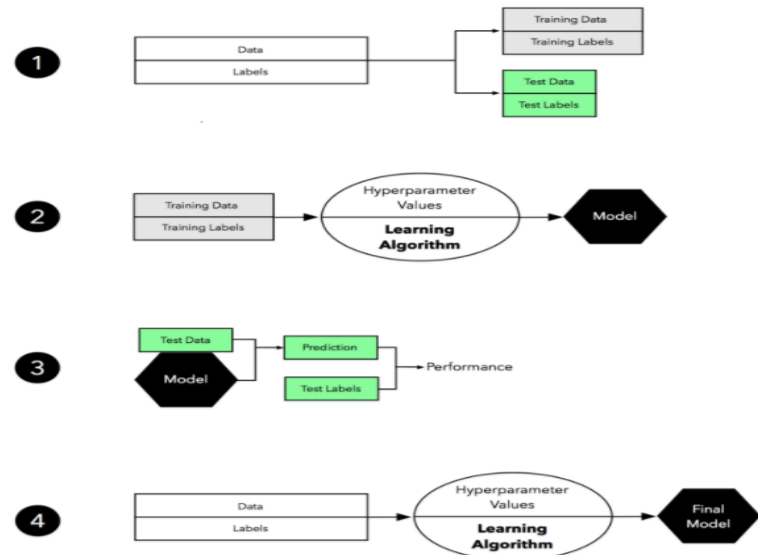 1
Data
Labels
Training Data
Training Labels
Test Data
Test Labels
2
Training Data
Training Labels
Hyperparameter
Values
Learning
Algorithm
Model
3
Test Data
Model
Prediction
Test Labels
Performance
4
Data
Labels
Hyperparameter
Values
Learning
Algorithm
Final
Model